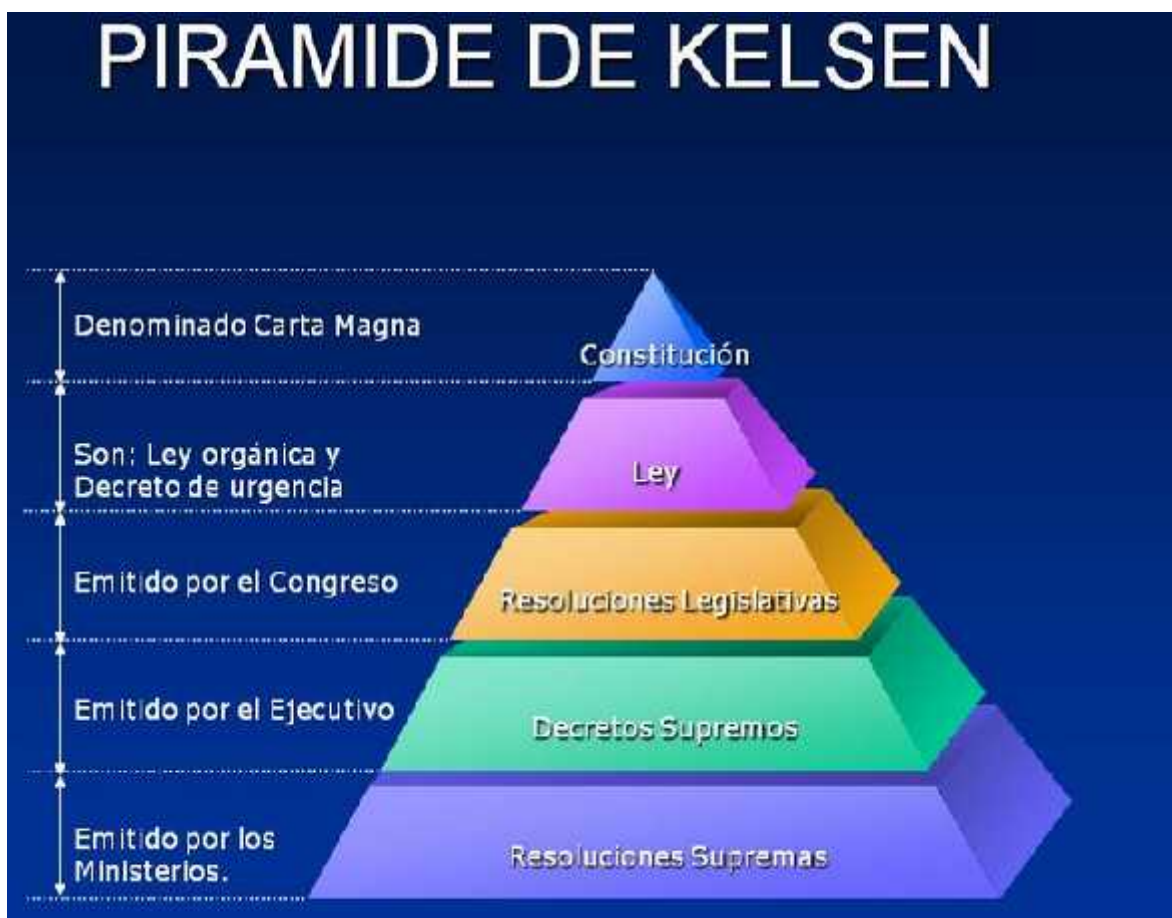 PIRAMIDE DE KELSEN
Denominado Carta Magna
Constitución
Son: Ley orgánica y
Decreto de urgencia
Ley
Emitido por el Congreso
Resoluciones Legislativas
Emitido por el Ejecutivo
Decretos Supremos
Emitido por los
Ministerios.
Resoluciones Supremas